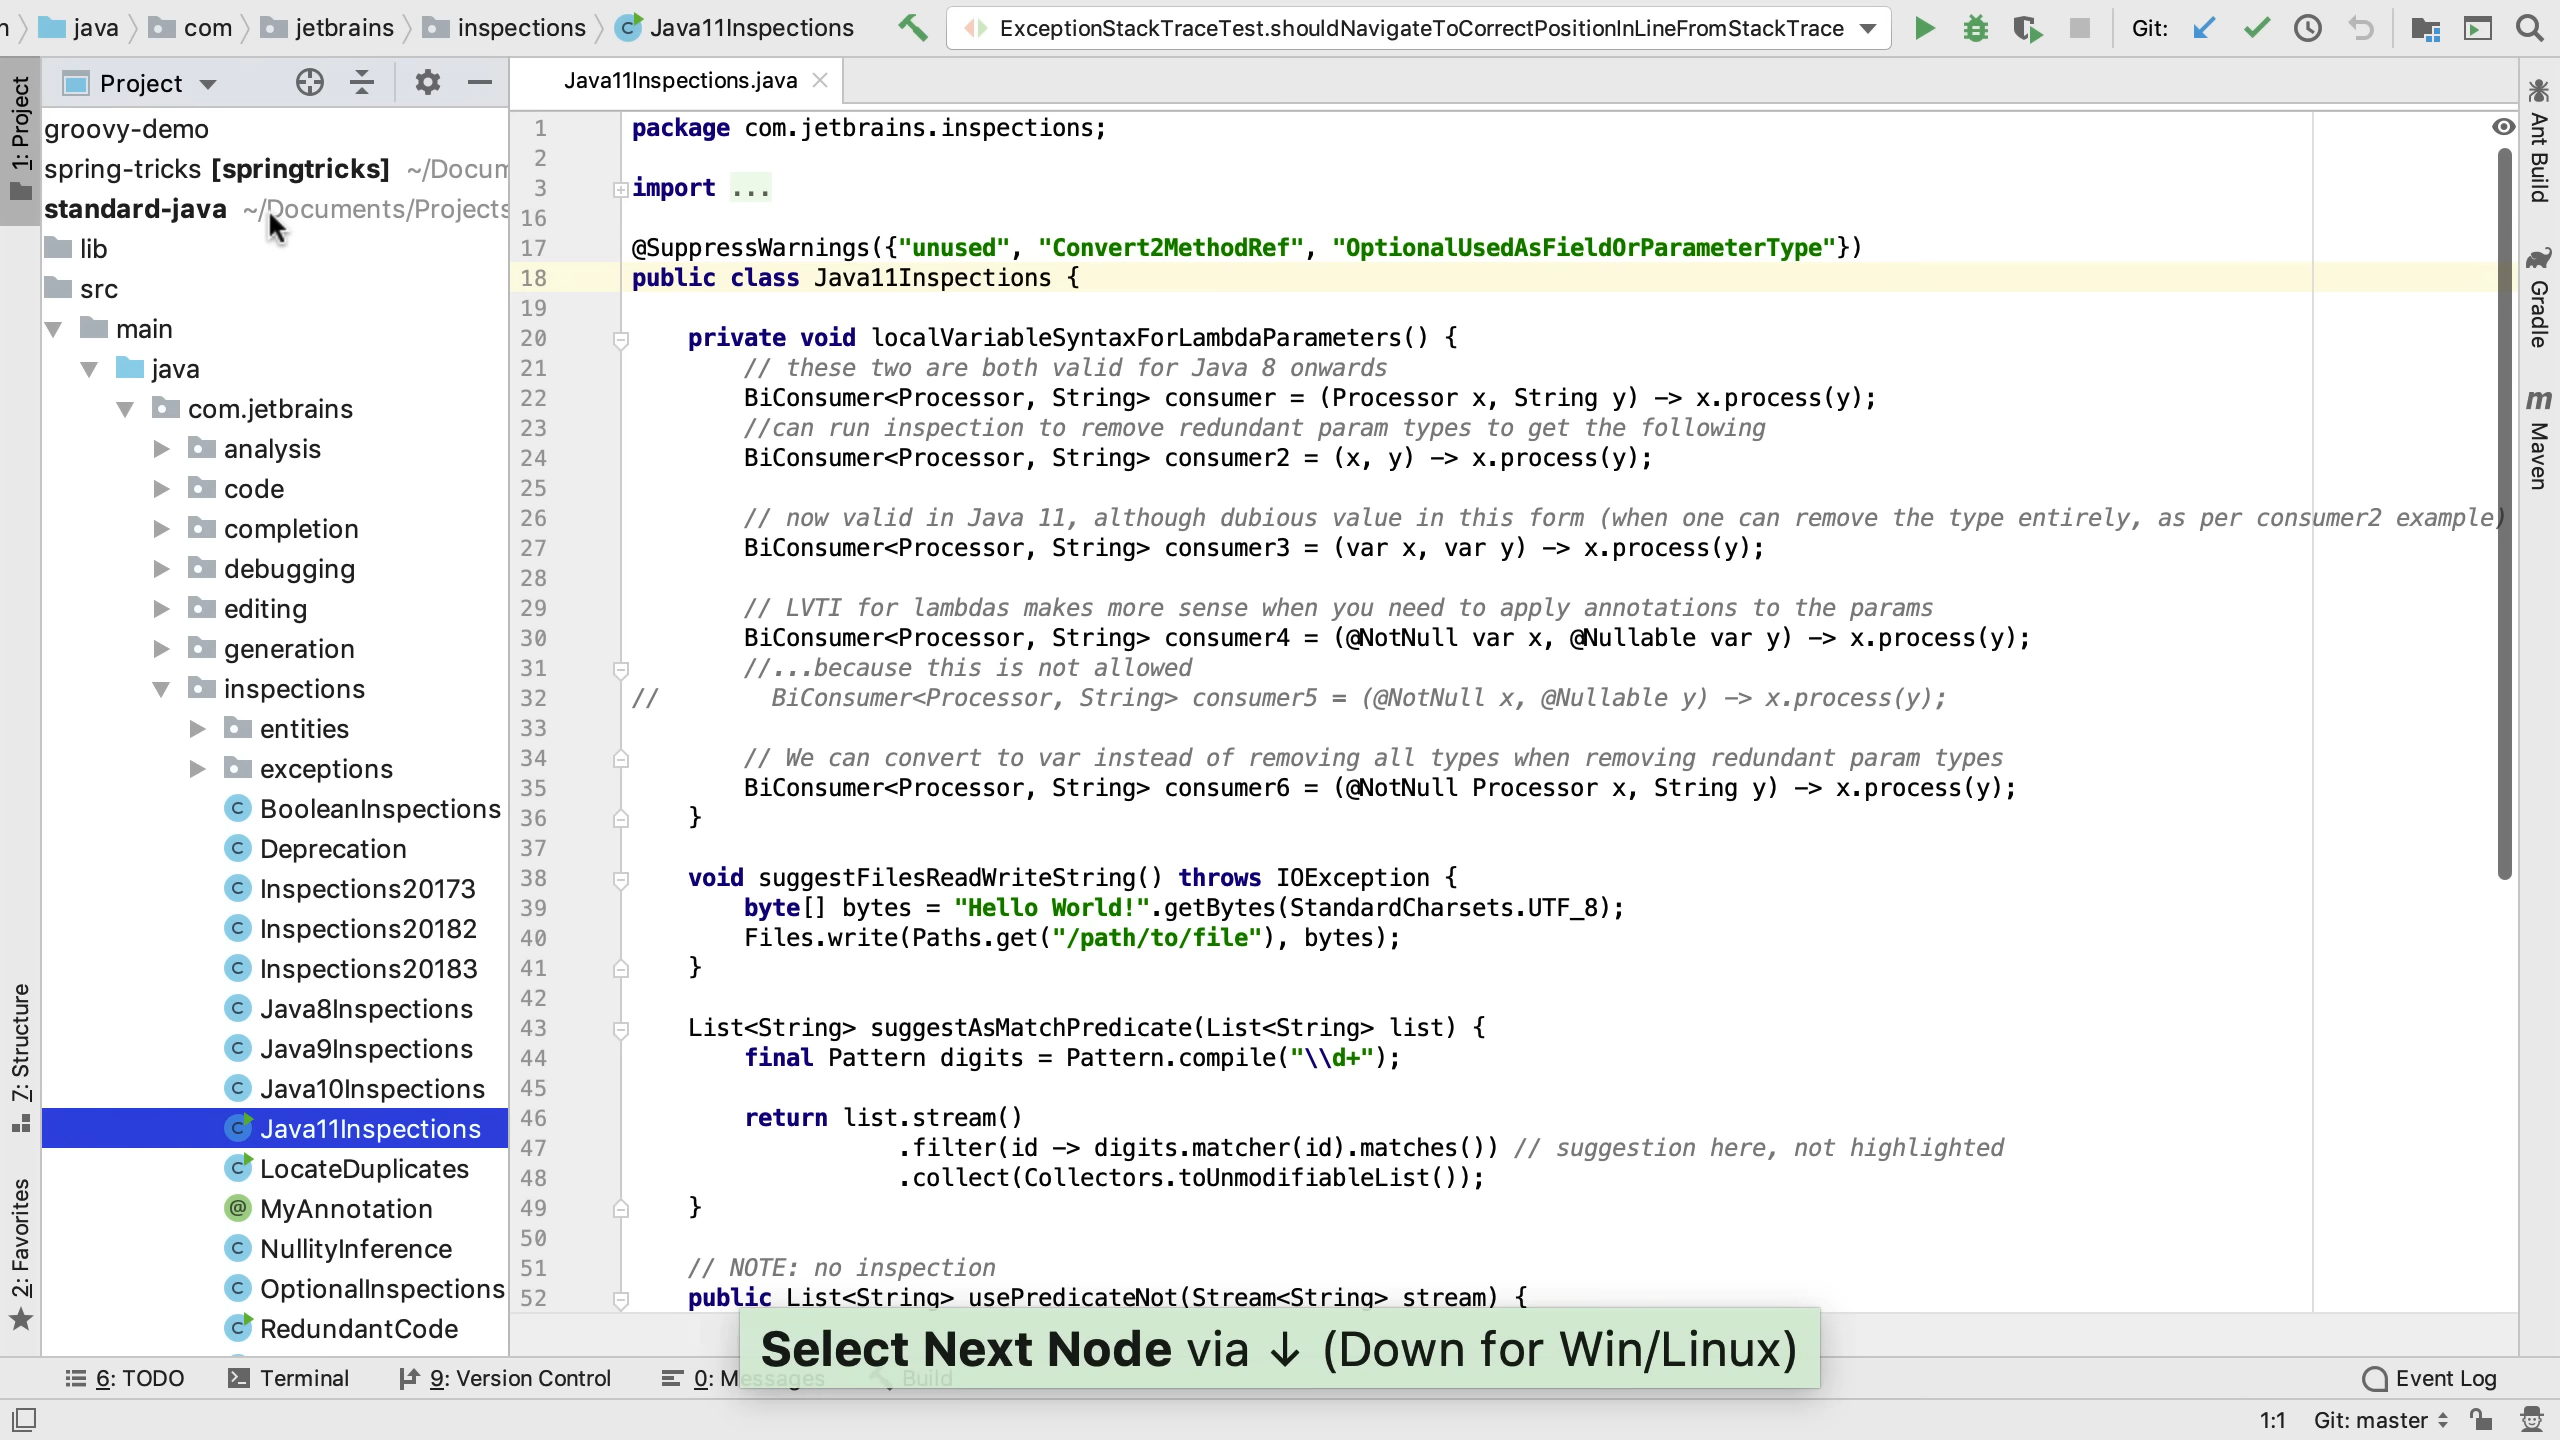 java com jetbrains inspections Java11Inspections ExceptionStackTraceTest.shouldNavigateToCorrectPositionInLineFromStackTrace Git:
1: Project
7: Structure
2: Favorites
Project
groovy-demo
spring-tricks [springtricks] ~/Docum
standard-java ~/Documents/Projects
lib
src
main
java
com.jetbrains
analysis
code
completion
debugging
editing
generation
inspections
entities
exceptions
BooleanInspections
Deprecation
Inspections20173
Inspections20182
Inspections20183
Java8Inspections
Java9Inspections
Java10Inspections
Java11Inspections
LocateDuplicates
MyAnnotation
NullityInference
OptionalInspections
RedundantCode
Java11Inspections.java
1 package com.jetbrains.inspections;
2
3 import ...
16
17 @SuppressWarnings({"unused", "Convert2MethodRef", "OptionalUsedAsFieldOrParameterType"})
18 public class Java11Inspections {
19
20 private void localVariableSyntaxForLambdaParameters() {
21 // these two are both valid for Java 8 onwards
22 BiConsumer<Processor, String> consumer = (Processor x, String y) -> x.process(y);
23 //can run inspection to remove redundant param types to get the following
24 BiConsumer<Processor, String> consumer2 = (x, y) -> x.process(y);
25
26 // now valid in Java 11, although dubious value in this form (when one can remove the type entirely, as per consumer2 example)
27 BiConsumer<Processor, String> consumer3 = (var x, var y) -> x.process(y);
28
29 // LVTI for lambdas makes more sense when you need to apply annotations to the params
30 BiConsumer<Processor, String> consumer4 = (@NotNull var x, @Nullable var y) -> x.process(y);
31 //...because this is not allowed
32 // BiConsumer<Processor, String> consumer5 = (@NotNull x, @Nullable y) -> x.process(y);
33
34 // We can convert to var instead of removing all types when removing redundant param types
35 BiConsumer<Processor, String> consumer6 = (@NotNull Processor x, String y) -> x.process(y);
36 }
37
38 void suggestFilesReadWriteString() throws IOException {
39 byte[] bytes = "Hello World!".getBytes(StandardCharsets.UTF_8);
40 Files.write(Paths.get("/path/to/file"), bytes);
41 }
42
43 List<String> suggestAsMatchPredicate(List<String> list) {
44 final Pattern digits = Pattern.compile("\\d+");
45
46 return list.stream()
47 .filter(id -> digits.matcher(id).matches()) // suggestion here, not highlighted
48 .collect(Collectors.toUnmodifiableList());
49 }
50
51 // NOTE: no inspection
52 public List<String> usePredicateNot(Stream<String> stream) {
Ant Build
Gradle
m Maven
Select Next Node via ↓ (Down for Win/Linux)
6: TODO Terminal 9: Version Control 0: Messages Build Event Log
1:1 Git: master